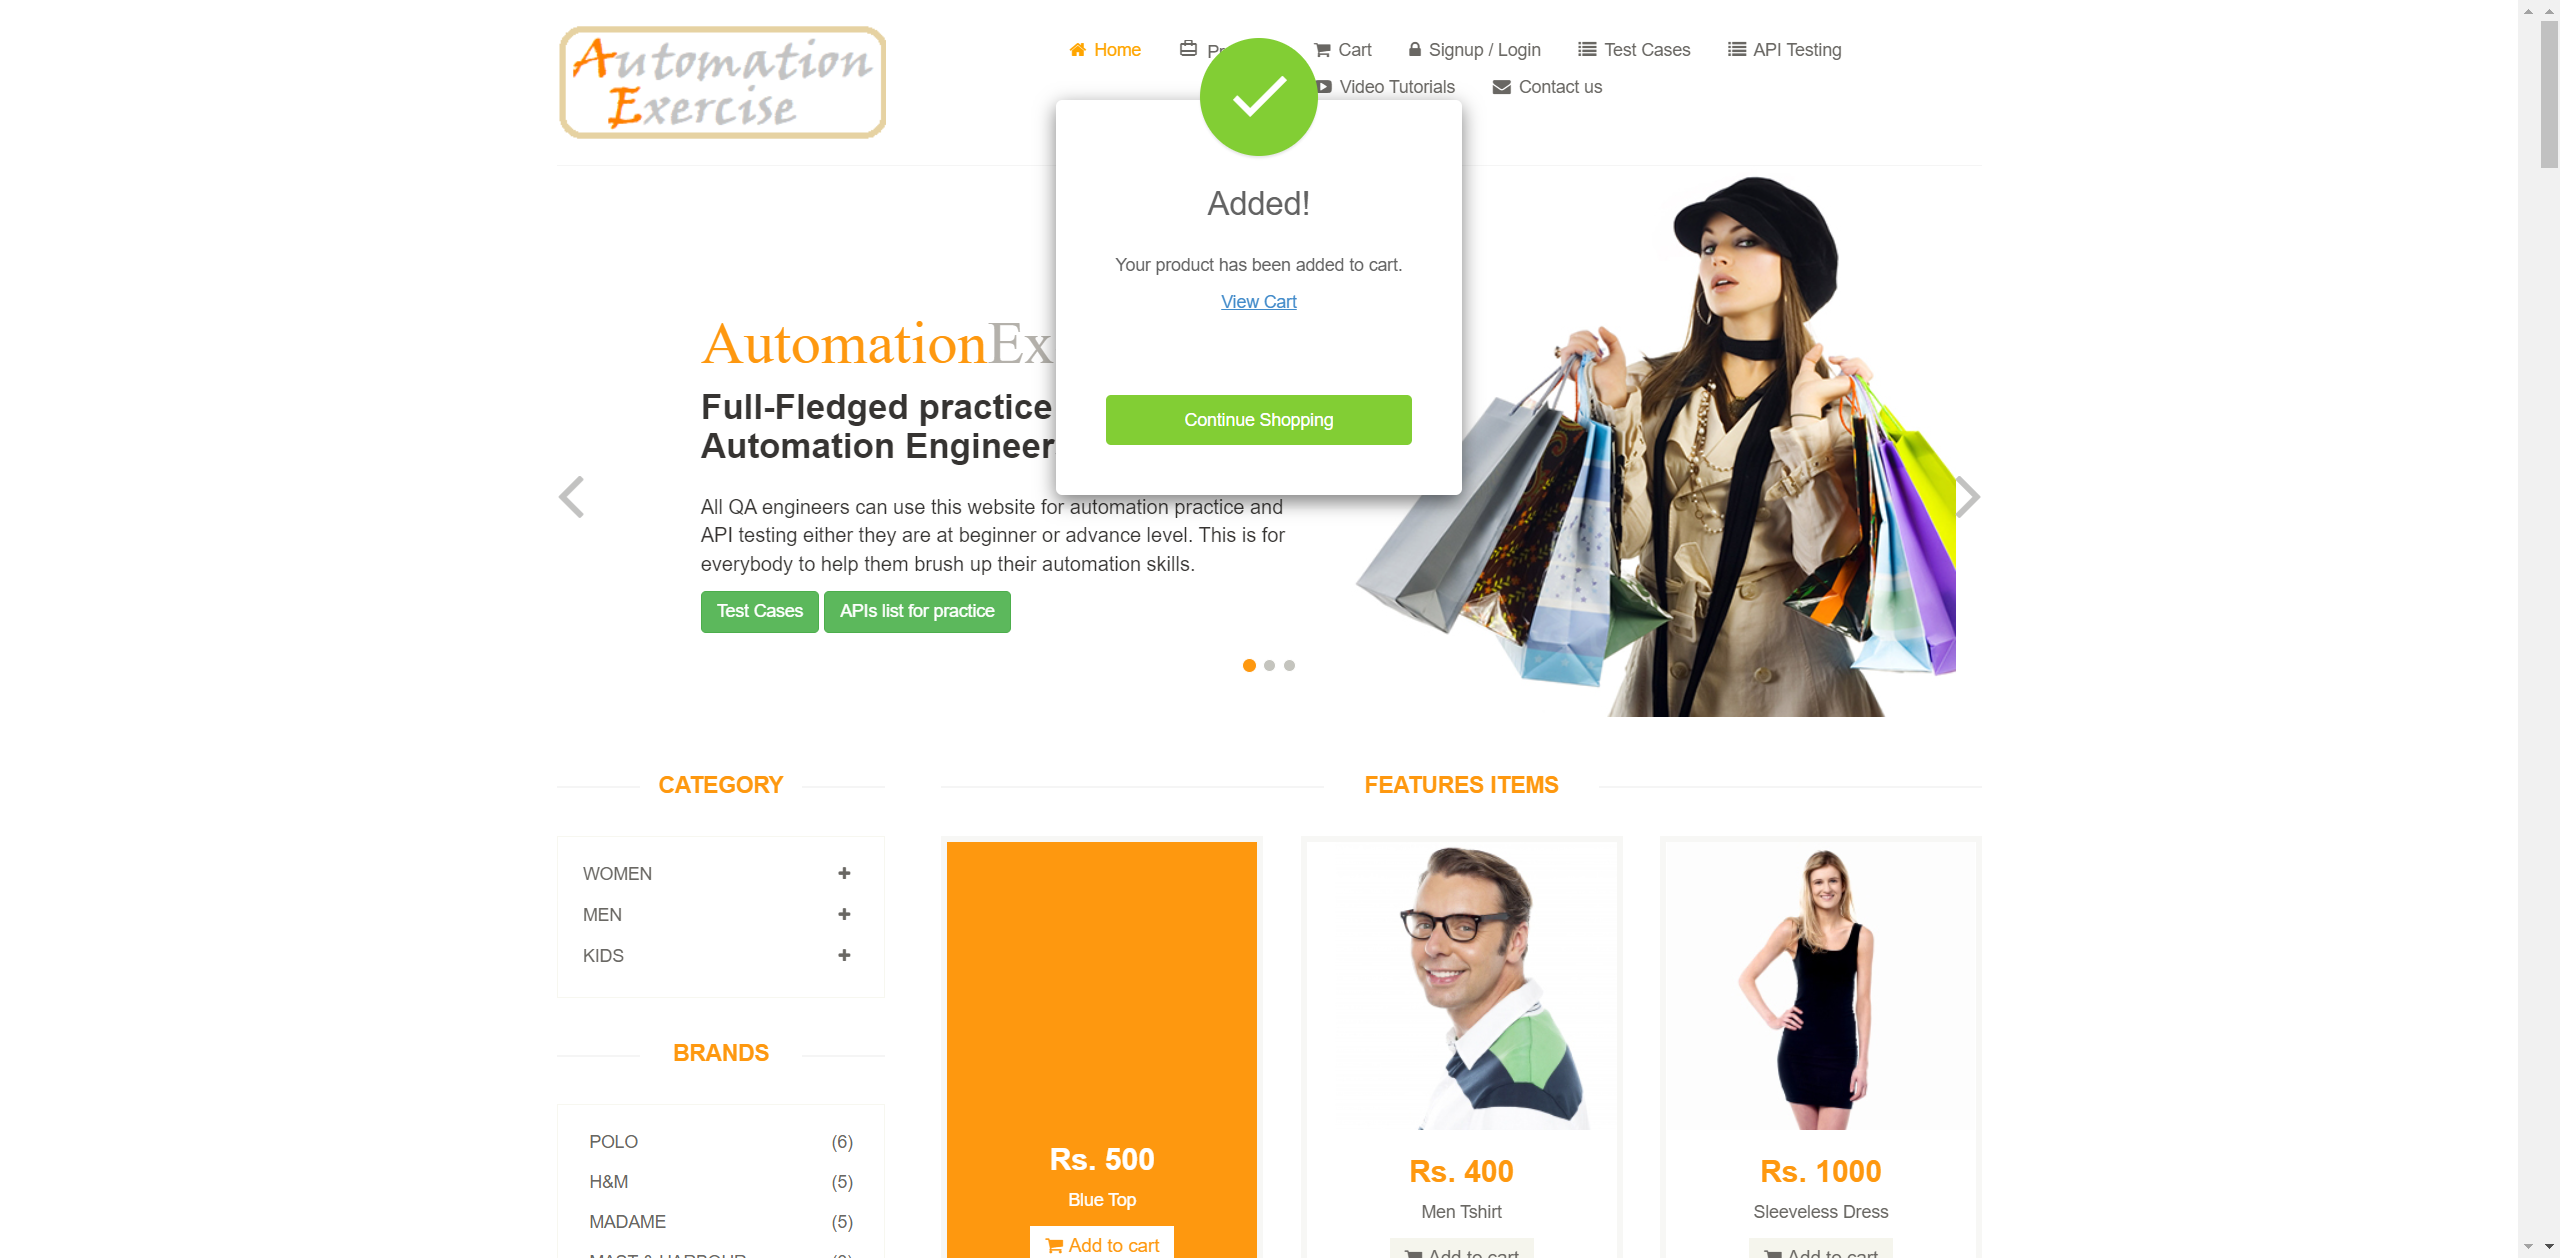 Automation
Exercise
Home
Cart
Signup / Login
Test Cases
API Testing
Video Tutorials
Contact us
Added!
Your product has been added to cart.
View Cart
Continue Shopping
AutomationEx
Full-Fledged practice
Automation Engineer
All QA engineers can use this website for automation practice and
API testing either they are at beginner or advance level. This is for
everybody to help them brush up their automation skills.
Test Cases
APIs list for practice
CATEGORY
WOMEN
MEN
KIDS
BRANDS
POLO (6)
H&M (5)
MADAME (5)
FEATURES ITEMS
Rs. 500
Blue Top
Add to cart
Rs. 400
Men Tshirt
Add to cart
Rs. 1000
Sleeveless Dress
Add to cart